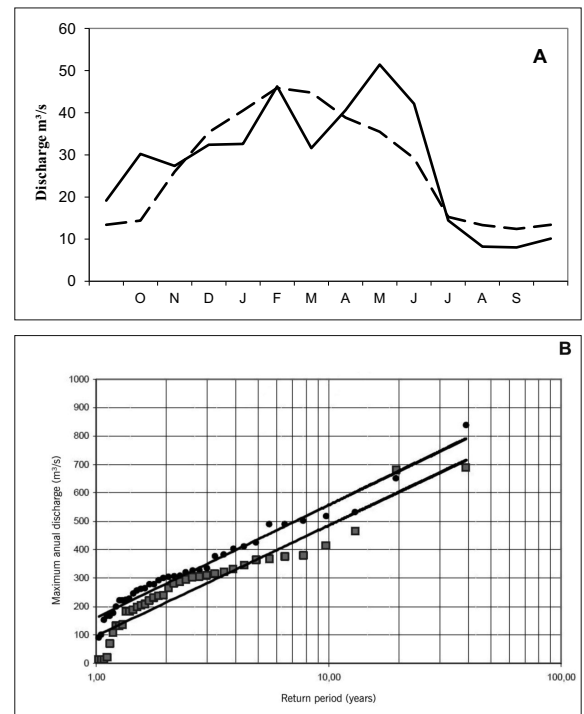 A
Discharge m³/s
60
50
40
30
20
10
0
O N D J F M A M J J A S
B
Maximum anual discharge (m³/s)
1000
900
800
700
600
500
400
300
200
100
0
1,00 10,00 100,00
Return period (years)